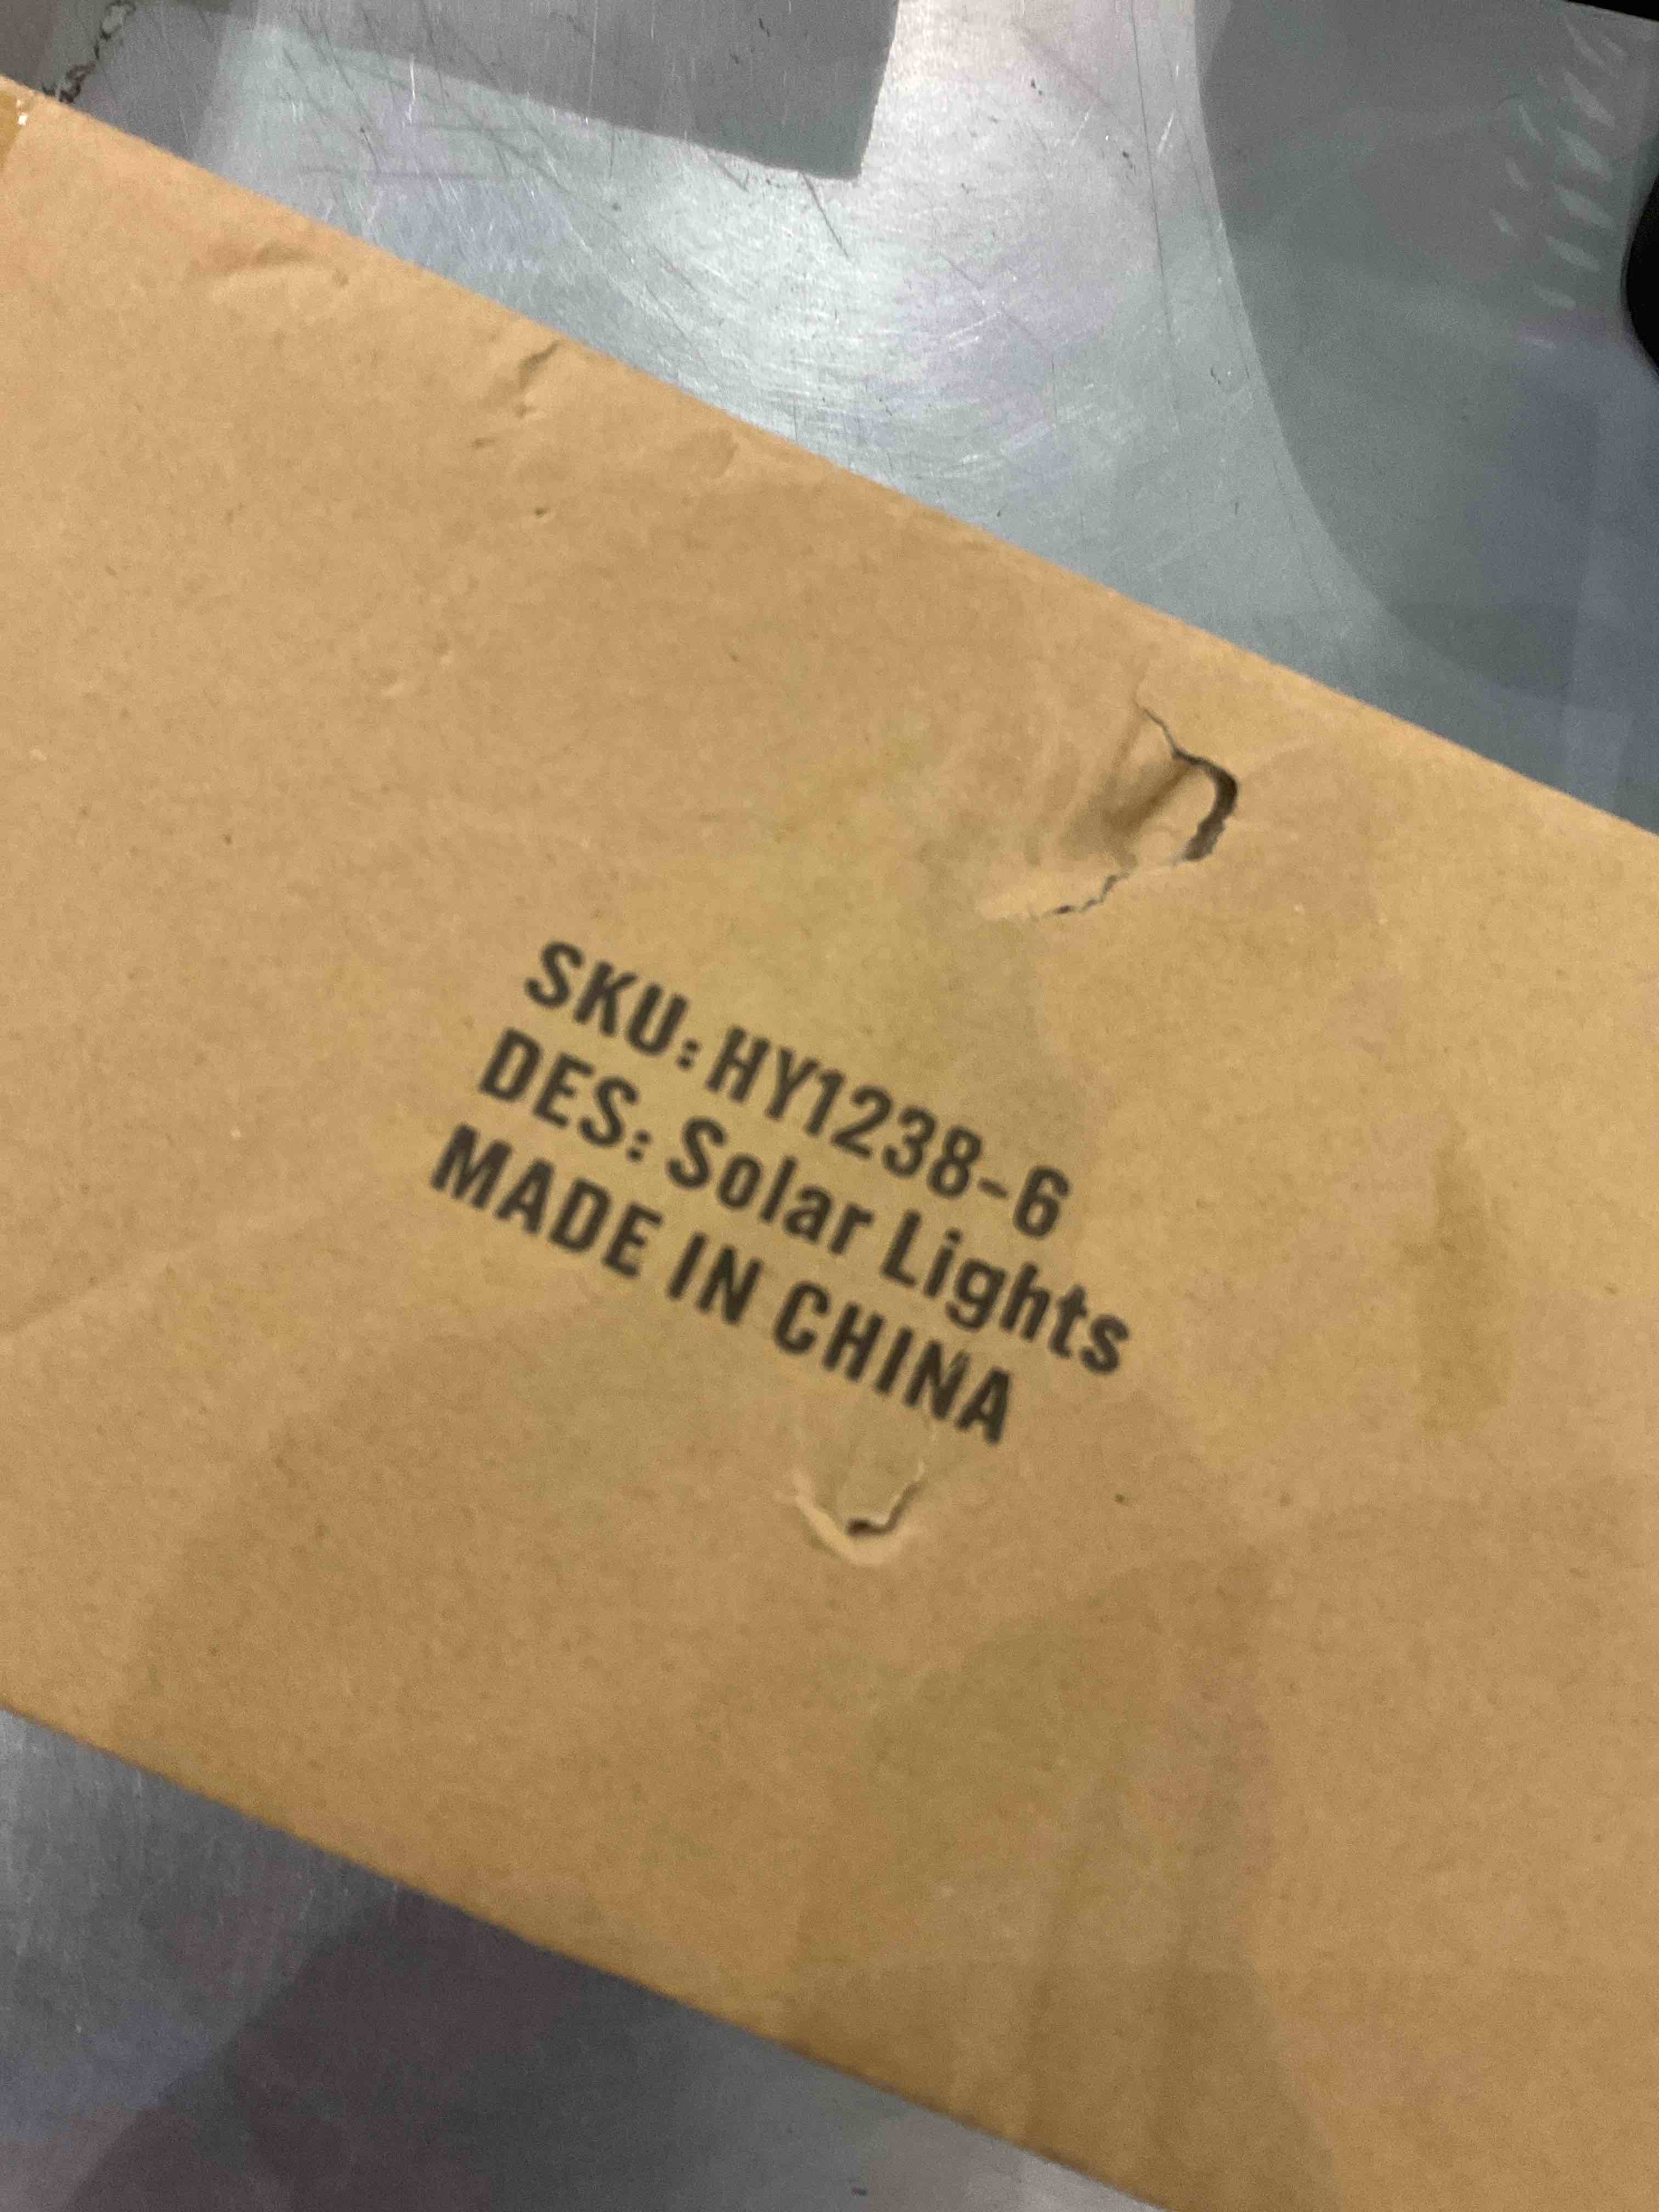 SKU: HY1238-6
DES: Solar Lights
MADE IN CHINA